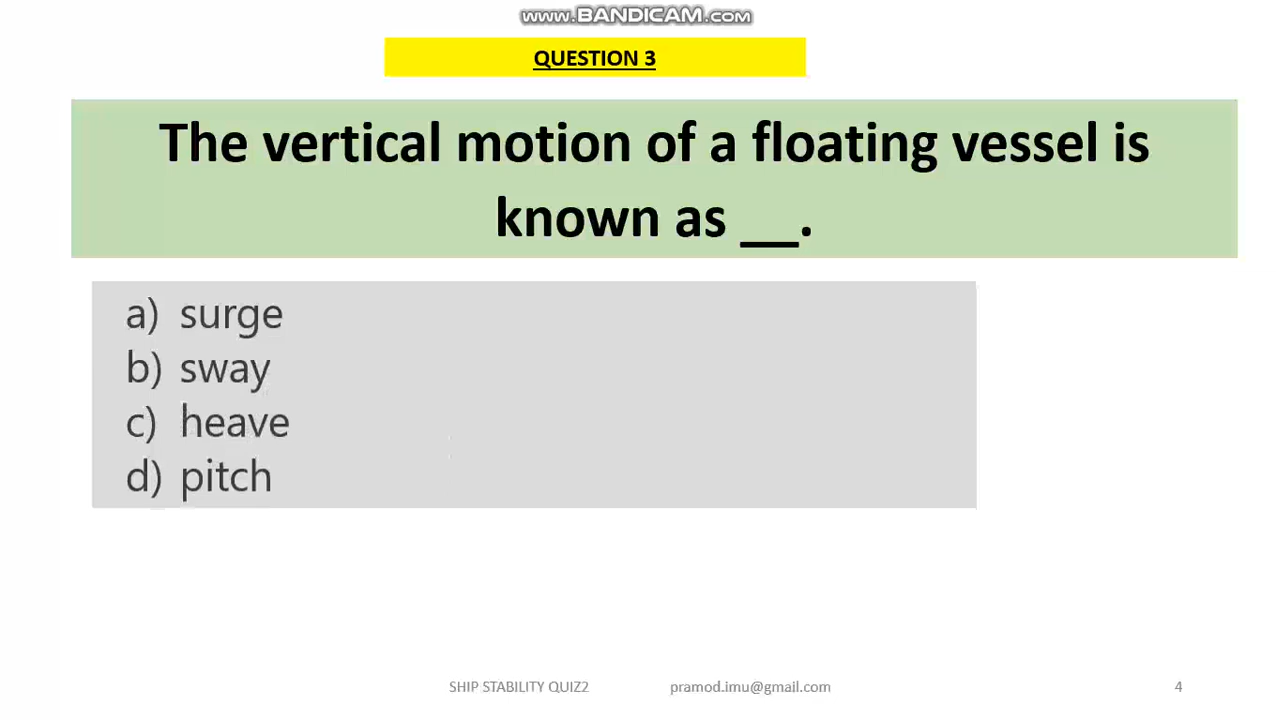 www.BANDICAM.com
QUESTION 3
The vertical motion of a floating vessel is
known as __.
a) surge
b) sway
c) heave
d) pitch
SHIP STABILITY QUIZ2 pramod.imu@gmail.com 4